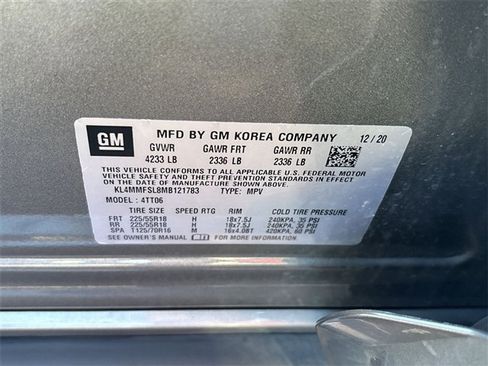 GM
MFD BY GM KOREA COMPANY 12/20
GVWR GAWR FRT GAWR RR
4233 LB 2336 LB 2336 LB
THIS VEHICLE CONFORMS TO ALL APPLICABLE U.S. FEDERAL MOTOR
VEHICLE SAFETY, BUMPER, AND THEFT PREVENTION STANDARDS IN
EFFECT ON THE DATE OF MANUFACTURE SHOWN ABOVE.
KL4MMFSL8MB121783 TYPE: MPV
MODEL : 4TT06
TIRE SIZE SPEED RTG RIM COLD TIRE PRESSURE
FRT 225/55R18 H 18x7.5J 240KPA, 35 PSI
RR 225/55R18 H 18x7.5J 240KPA, 35 PSI
SPA T125/70R16 M 16x4.0BT 420KPA, 60 PSI
SEE OWNER'S MANUAL